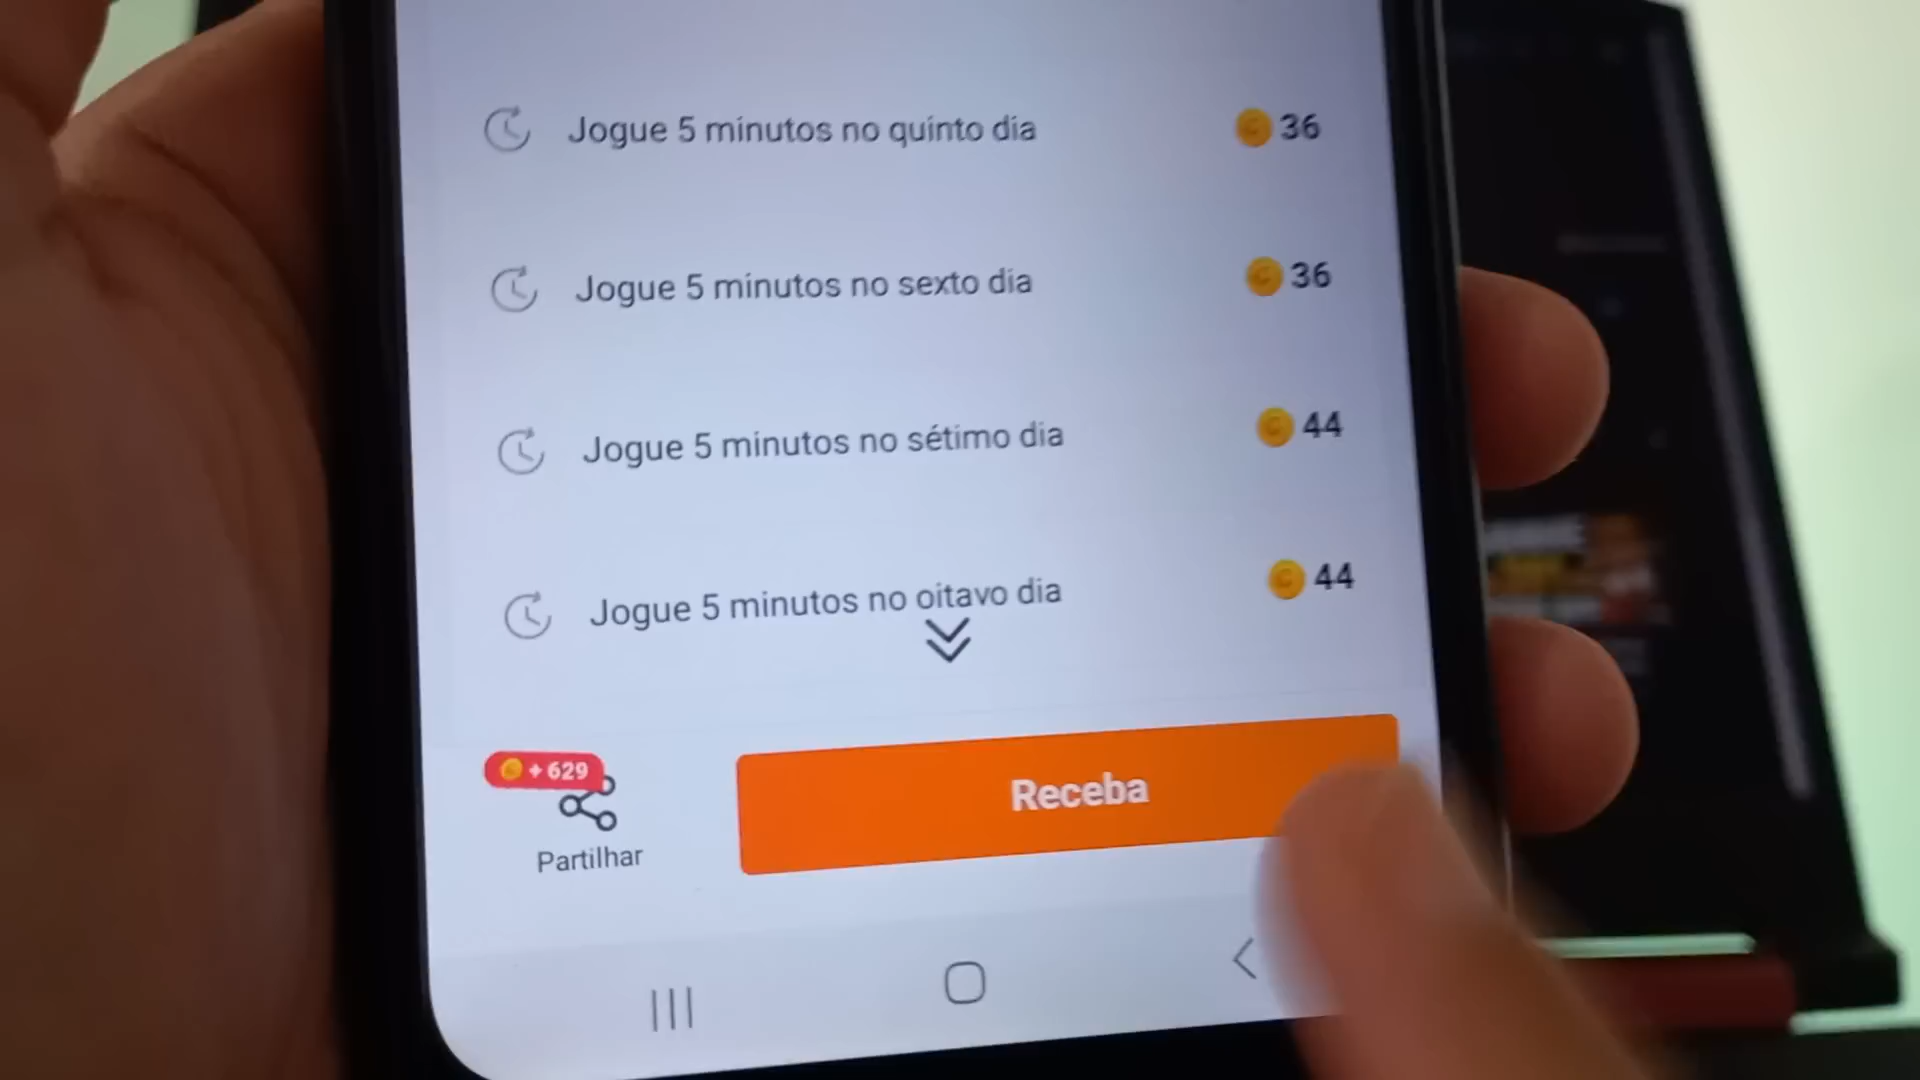 Jogue 5 minutos no quinto dia 36
Jogue 5 minutos no sexto dia 36
Jogue 5 minutos no sétimo dia 44
Jogue 5 minutos no oitavo dia 44
+ 629
Partilhar
Receba